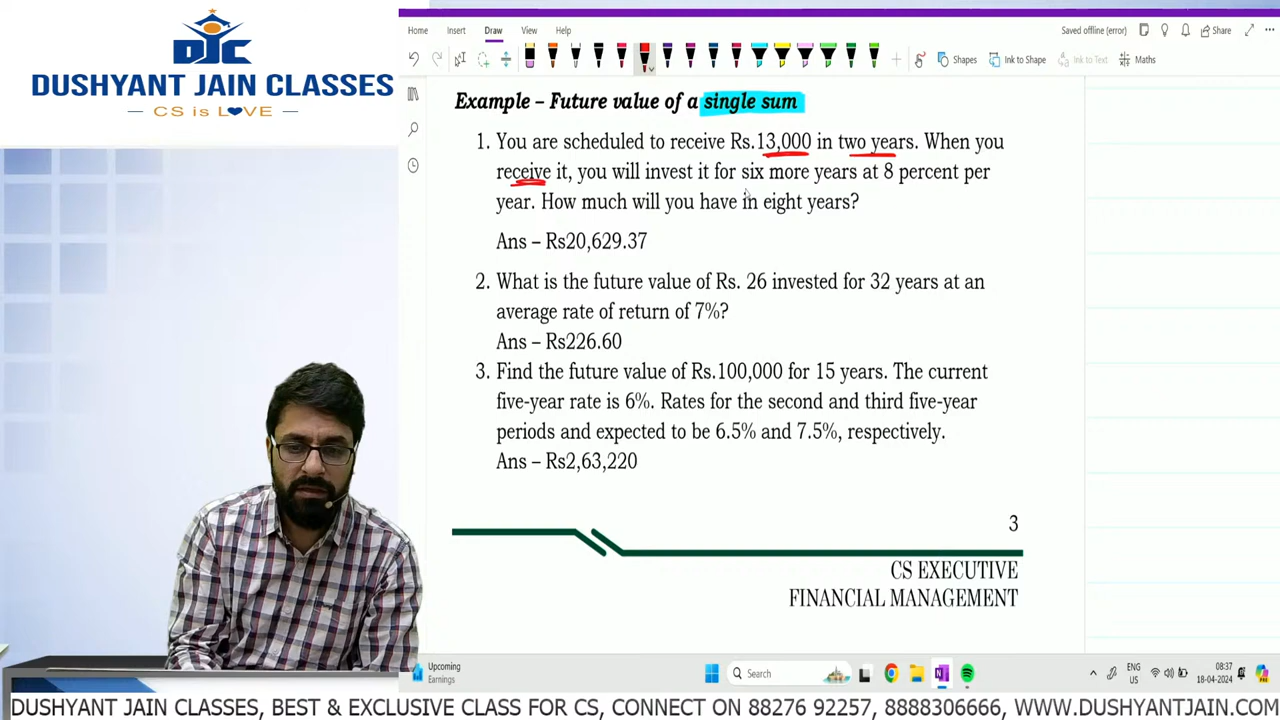 DJC
DUSHYANT JAIN CLASSES
CS is LOVE
Home Insert Draw View Help
Saved offline (error) Share
Shapes Ink to Shape Ink to Text Maths
Example – Future value of a single sum
1. You are scheduled to receive Rs.13,000 in two years. When you
receive it, you will invest it for six more years at 8 percent per
year. How much will you have in eight years?
Ans – Rs20,629.37
2. What is the future value of Rs. 26 invested for 32 years at an
average rate of return of 7%?
Ans – Rs226.60
3. Find the future value of Rs.100,000 for 15 years. The current
five-year rate is 6%. Rates for the second and third five-year
periods and expected to be 6.5% and 7.5%, respectively.
Ans – Rs2,63,220
3
CS EXECUTIVE
FINANCIAL MANAGEMENT
Upcoming
Earnings
Search
ENG
US
08:37
18-04-2024
DUSHYANT JAIN CLASSES, BEST & EXCLUSIVE CLASS FOR CS, CONNECT ON 88276 92257, 8888306666, WWW.DUSHYANTJAIN.COM